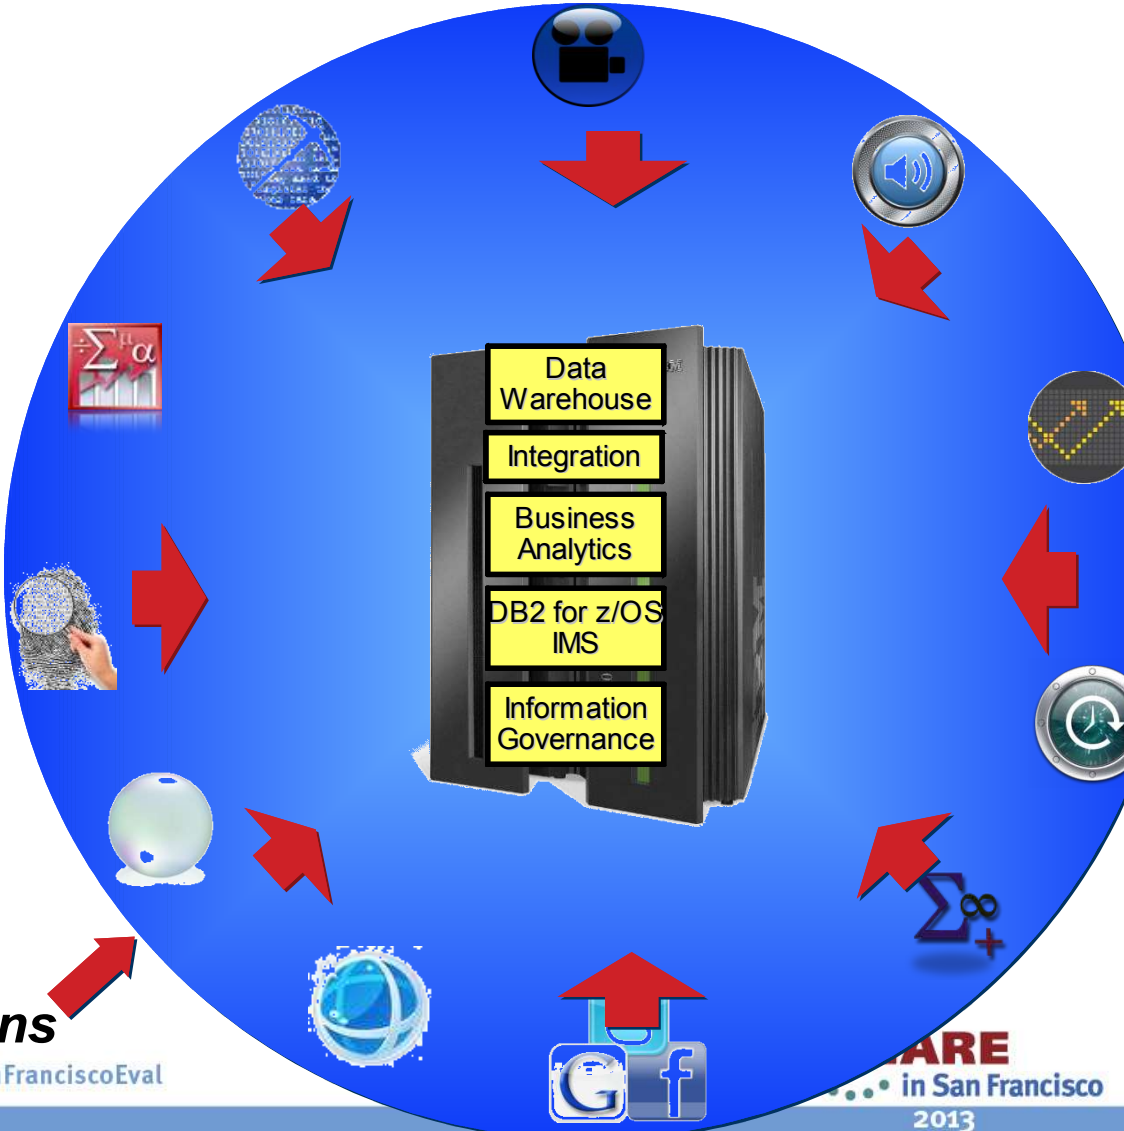 Data
Warehouse
Integration
Business
Analytics
DB2 for z/OS
IMS
Information
Governance
ns
FranciscoEval
ARE
in San Francisco
2013